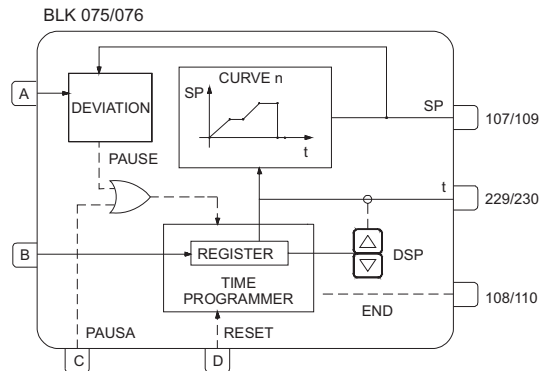 BLK 075/076
A
DEVIATION
CURVE n
SP
t
SP
107/109
PAUSE
t
229/230
B
REGISTER
TIME
PROGRAMMER
DSP
END
108/110
PAUSA
RESET
C
D